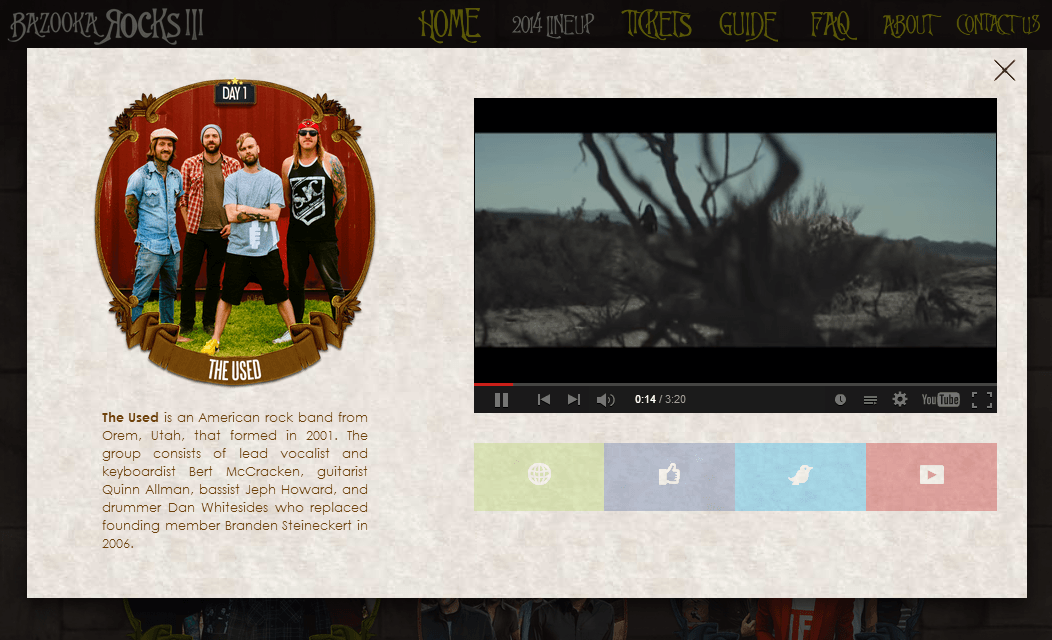 BAZOOKA ROCKS III
HOME
2014 LINEUP
TICKETS
GUIDE
FAQ
ABOUT
CONTACT US
DAY 1
THE USED
The Used is an American rock band from
Orem, Utah, that formed in 2001. The
group consists of lead vocalist and
keyboardist Bert McCracken, guitarist
Quinn Allman, bassist Jeph Howard, and
drummer Dan Whitesides who replaced
founding member Branden Steineckert in
2006.
0:14 / 3:20
YouTube
IF